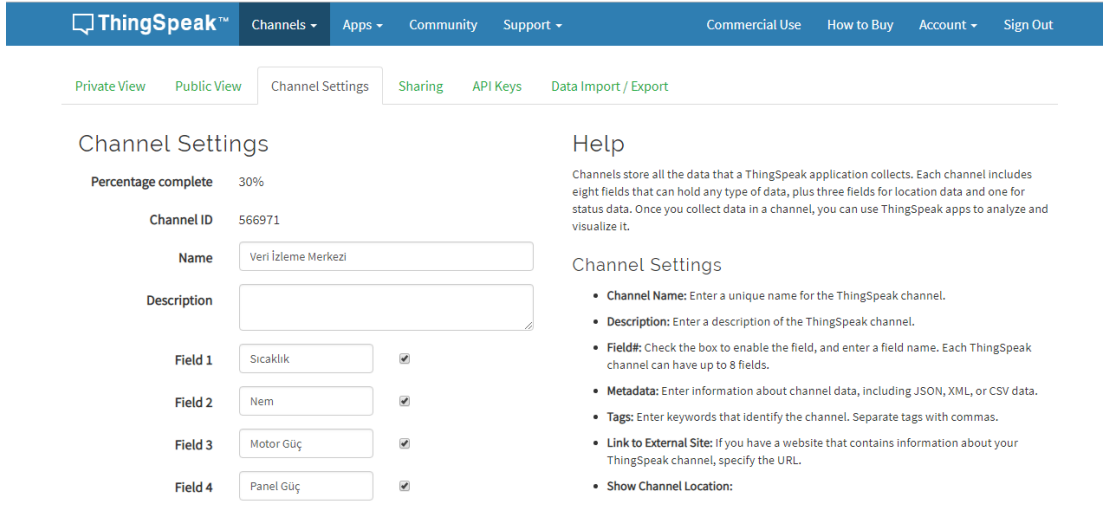 ThingSpeak™ Channels Apps Community Support Commercial Use How to Buy Account Sign Out
Private View Public View Channel Settings Sharing API Keys Data Import / Export
Channel Settings
Percentage complete 30%
Channel ID 566971
Name Veri İzleme Merkezi
Description
Field 1 Sıcaklık
Field 2 Nem
Field 3 Motor Güç
Field 4 Panel Güç
Help
Channels store all the data that a ThingSpeak application collects. Each channel includes
eight fields that can hold any type of data, plus three fields for location data and one for
status data. Once you collect data in a channel, you can use ThingSpeak apps to analyze and
visualize it.
Channel Settings
• Channel Name: Enter a unique name for the ThingSpeak channel.
• Description: Enter a description of the ThingSpeak channel.
• Field#: Check the box to enable the field, and enter a field name. Each ThingSpeak
channel can have up to 8 fields.
• Metadata: Enter information about channel data, including JSON, XML, or CSV data.
• Tags: Enter keywords that identify the channel. Separate tags with commas.
• Link to External Site: If you have a website that contains information about your
ThingSpeak channel, specify the URL.
• Show Channel Location: